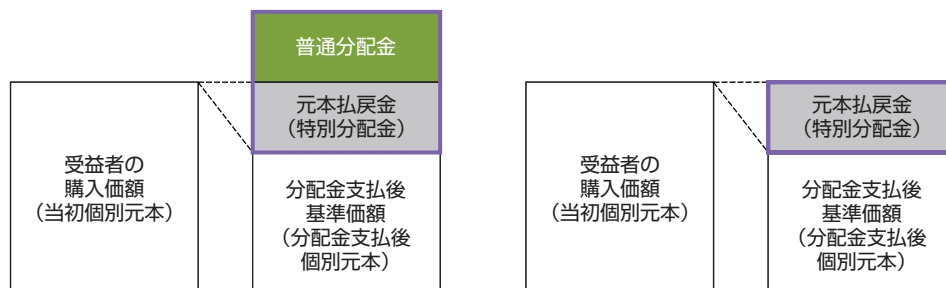 普通分配金
元本払戻金
（特別分配金）
受益者の
購入価額
（当初個別元本）
分配金支払後
基準価額
（分配金支払後
個別元本）
元本払戻金
（特別分配金）
受益者の
購入価額
（当初個別元本）
分配金支払後
基準価額
（分配金支払後
個別元本）